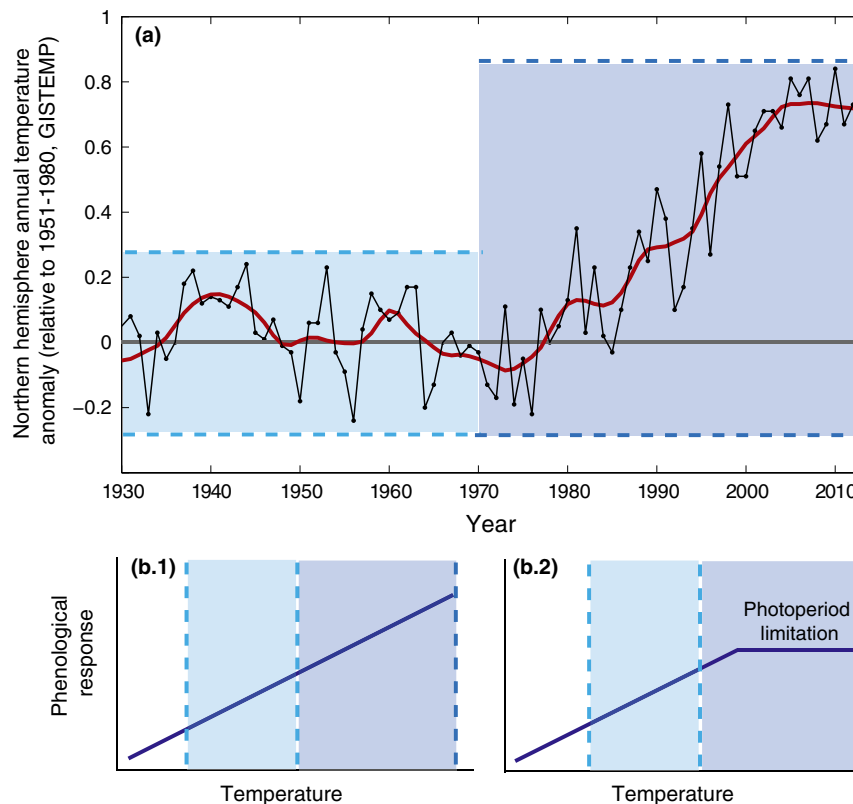 Northern hemisphere annual temperature
anomaly (relative to 1951-1980, GISTEMP)
(a)
1
0.8
0.6
0.4
0.2
0
−0.2
1930 1940 1950 1960 1970 1980 1990 2000 2010
Year
(b.1)
Phenological
response
Temperature
(b.2)
Photoperiod
limitation
Temperature